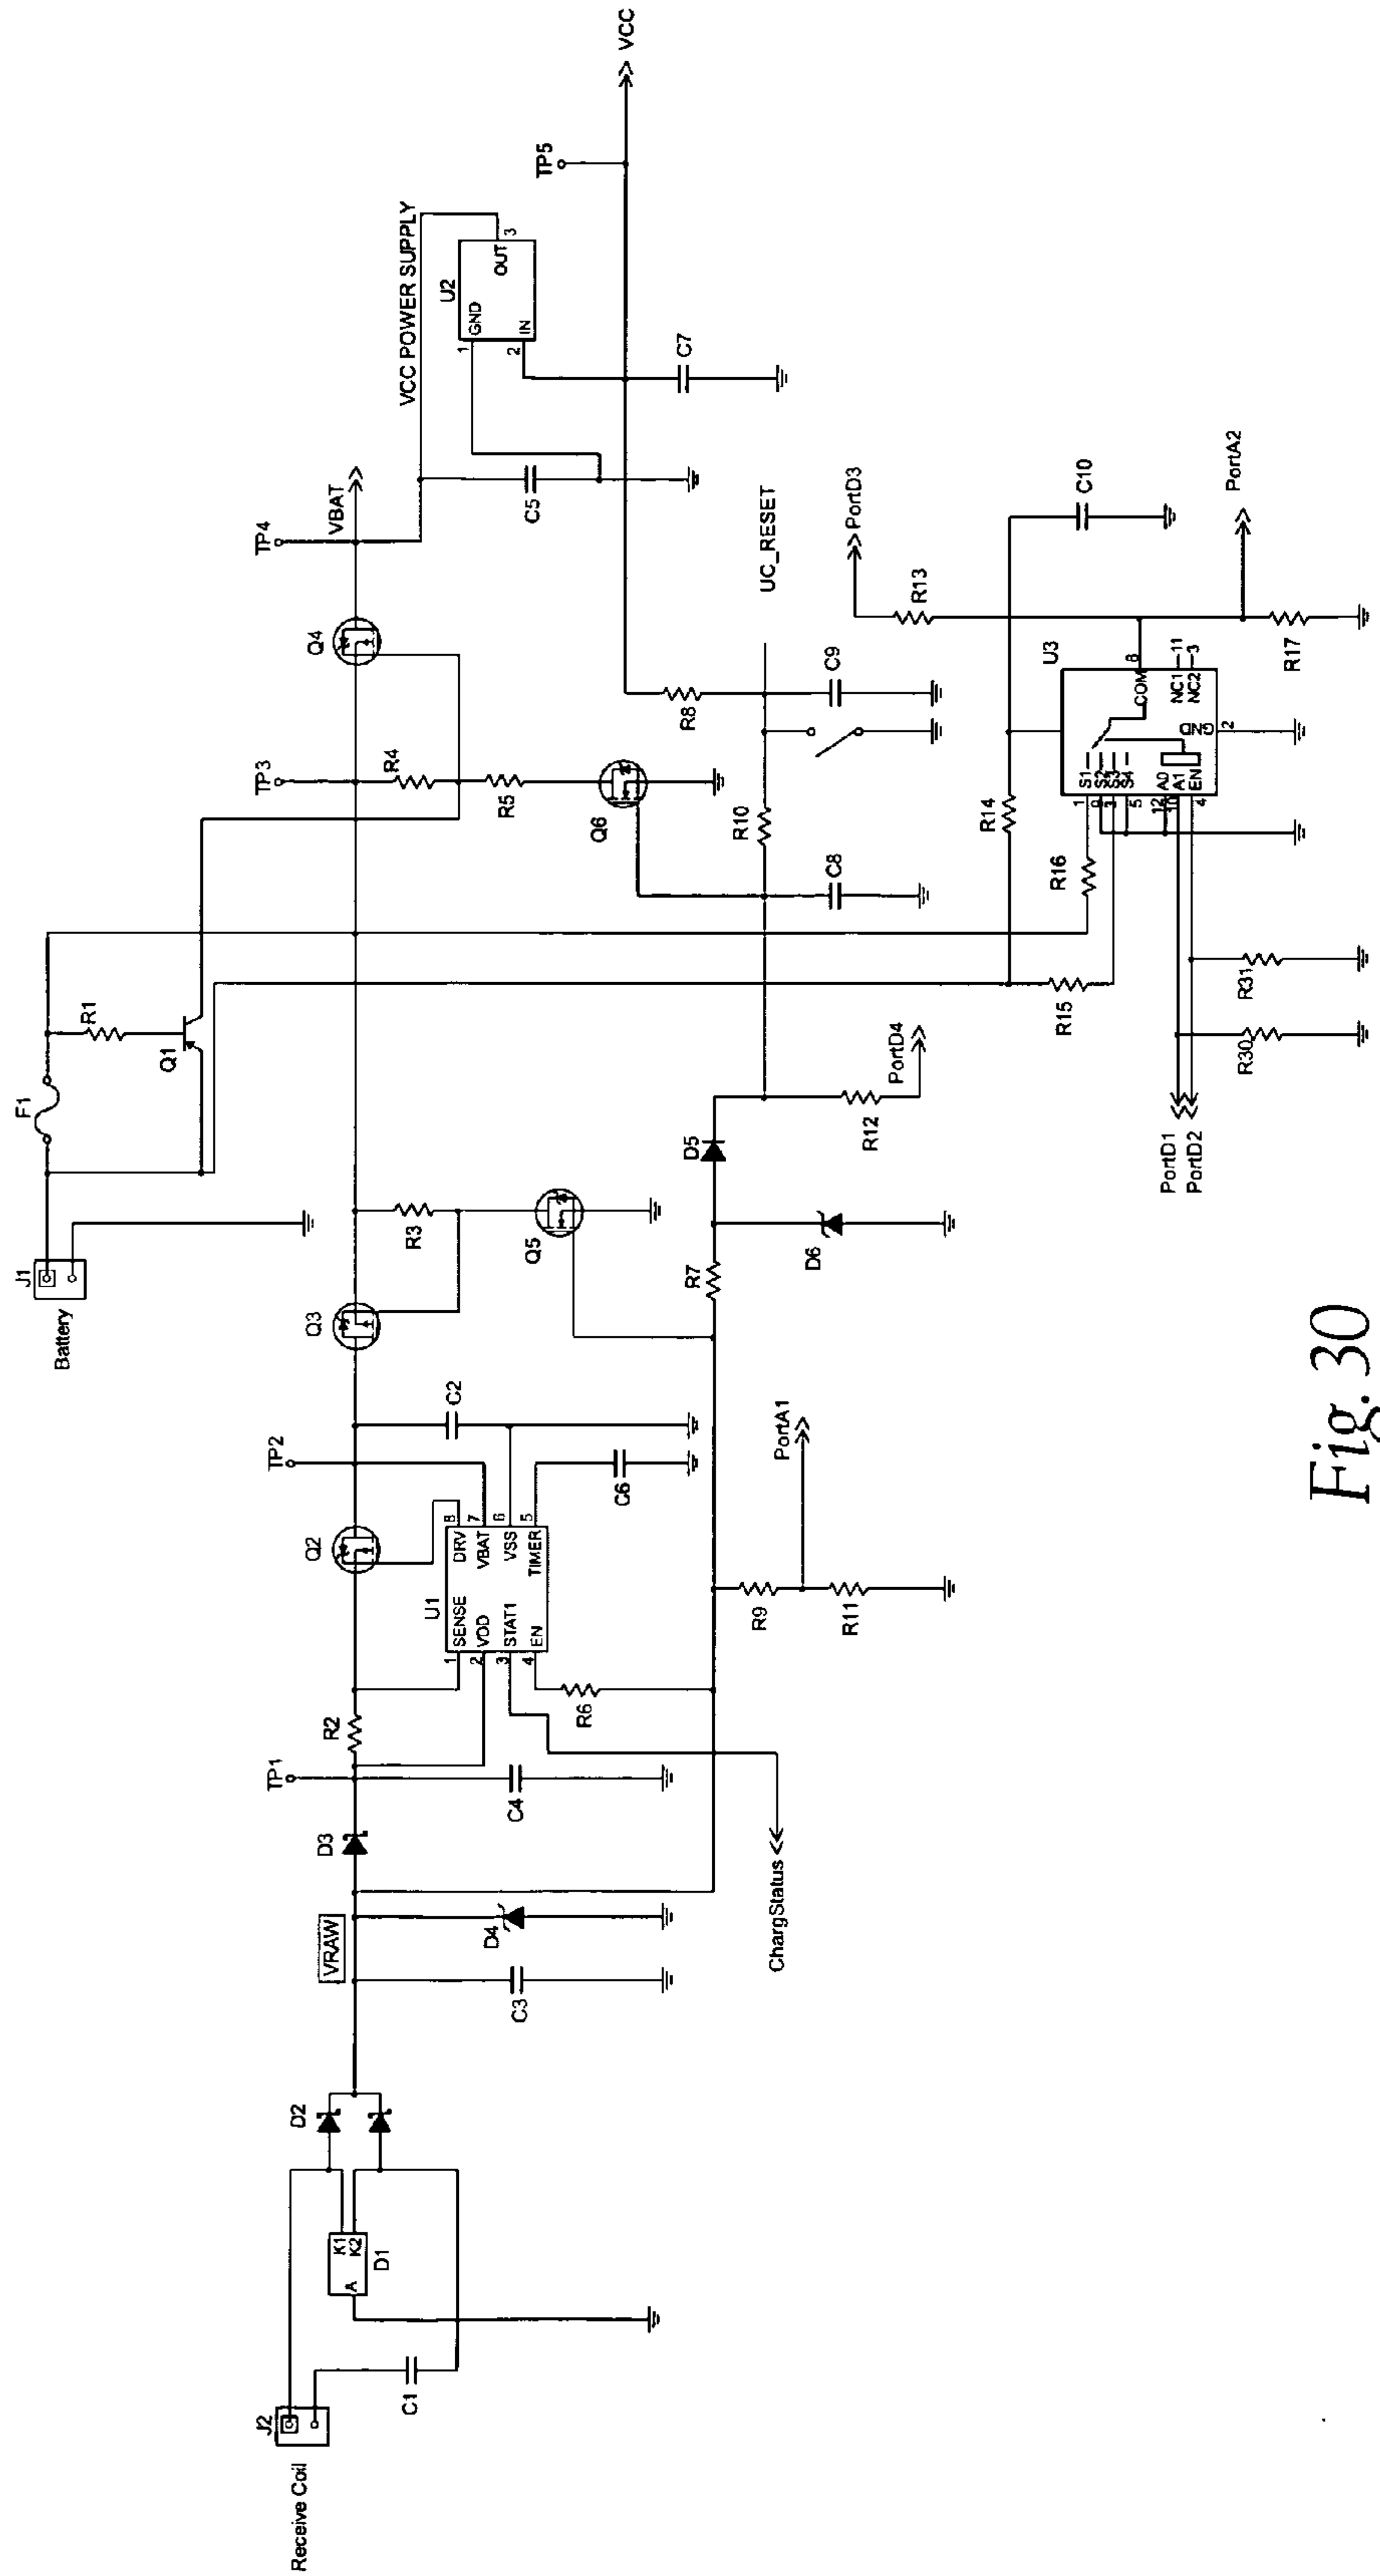 J2
Receive Coil
C1
A
K1
K2
D1
D2
VRAW
C3
D4
D3
TP1
C4
R2
ChargStatus
U1
SENSE
VDD
STAT1
EN
DRV
VBAT
VSS
TIMER
1
2
3
4
8
7
6
5
R6
Q2
TP2
C2
C6
R9
R11
PortA1
Q3
R3
Q5
R7
D6
D5
R12
PortD4
J1
Battery
F1
R1
Q1
TP3
R4
R5
Q6
C8
R10
R8
C9
UC_RESET
Q4
TP4
VBAT
VCC POWER SUPPLY
C5
U2
GND
IN
OUT
1
2
3
C7
TP5
VCC
PortD3
R13
R14
C10
R15
R16
U3
S1
S2
S3
S4
A0
A1
EN
COM
NC1
NC2
GND
1
9
5
12
10
4
8
11
3
2
PortA2
R17
PortD1
PortD2
R30
R31
Fig. 30